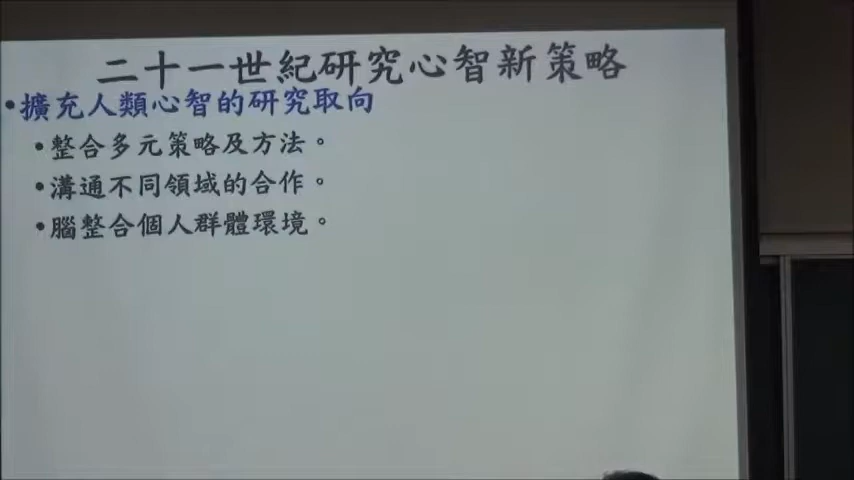 二十一世紀研究心智新策略
•擴充人類心智的研究取向
•整合多元策略及方法。
•溝通不同領域的合作。
•腦整合個人群體環境。